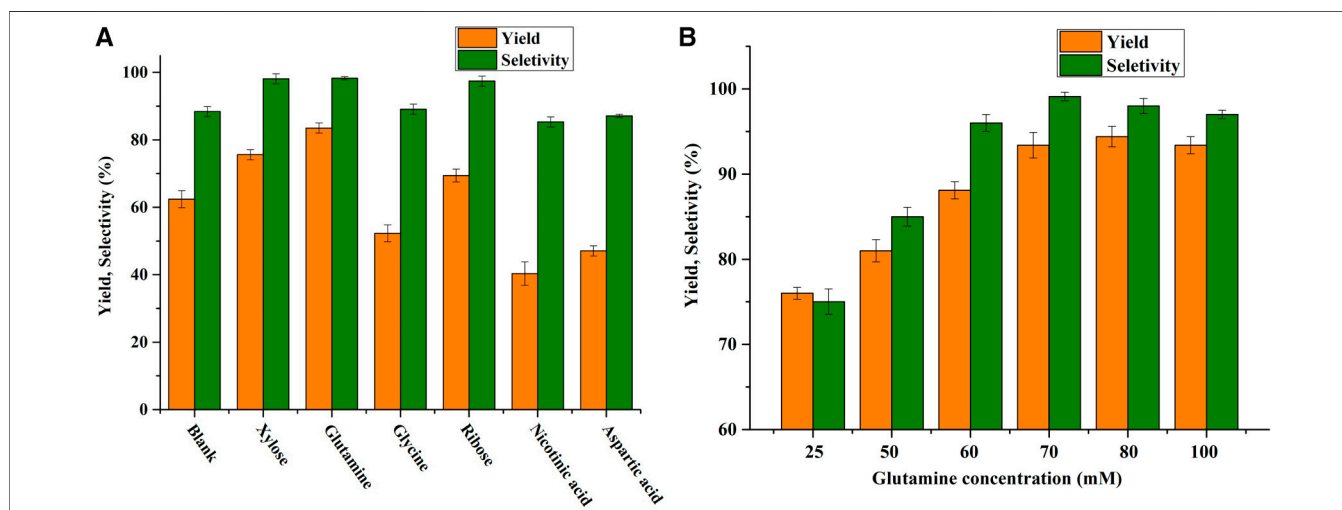 A
Yield
Seletivity
Yield, Selectivity (%)
100
80
60
40
20
0
Blank
Xylose
Glutamine
Glycine
Ribose
Nicotinic acid
Aspartic acid
B
Yield
Seletivity
Yield, Seletivity (%)
100
90
80
70
60
25 50 60 70 80 100
Glutamine concentration (mM)